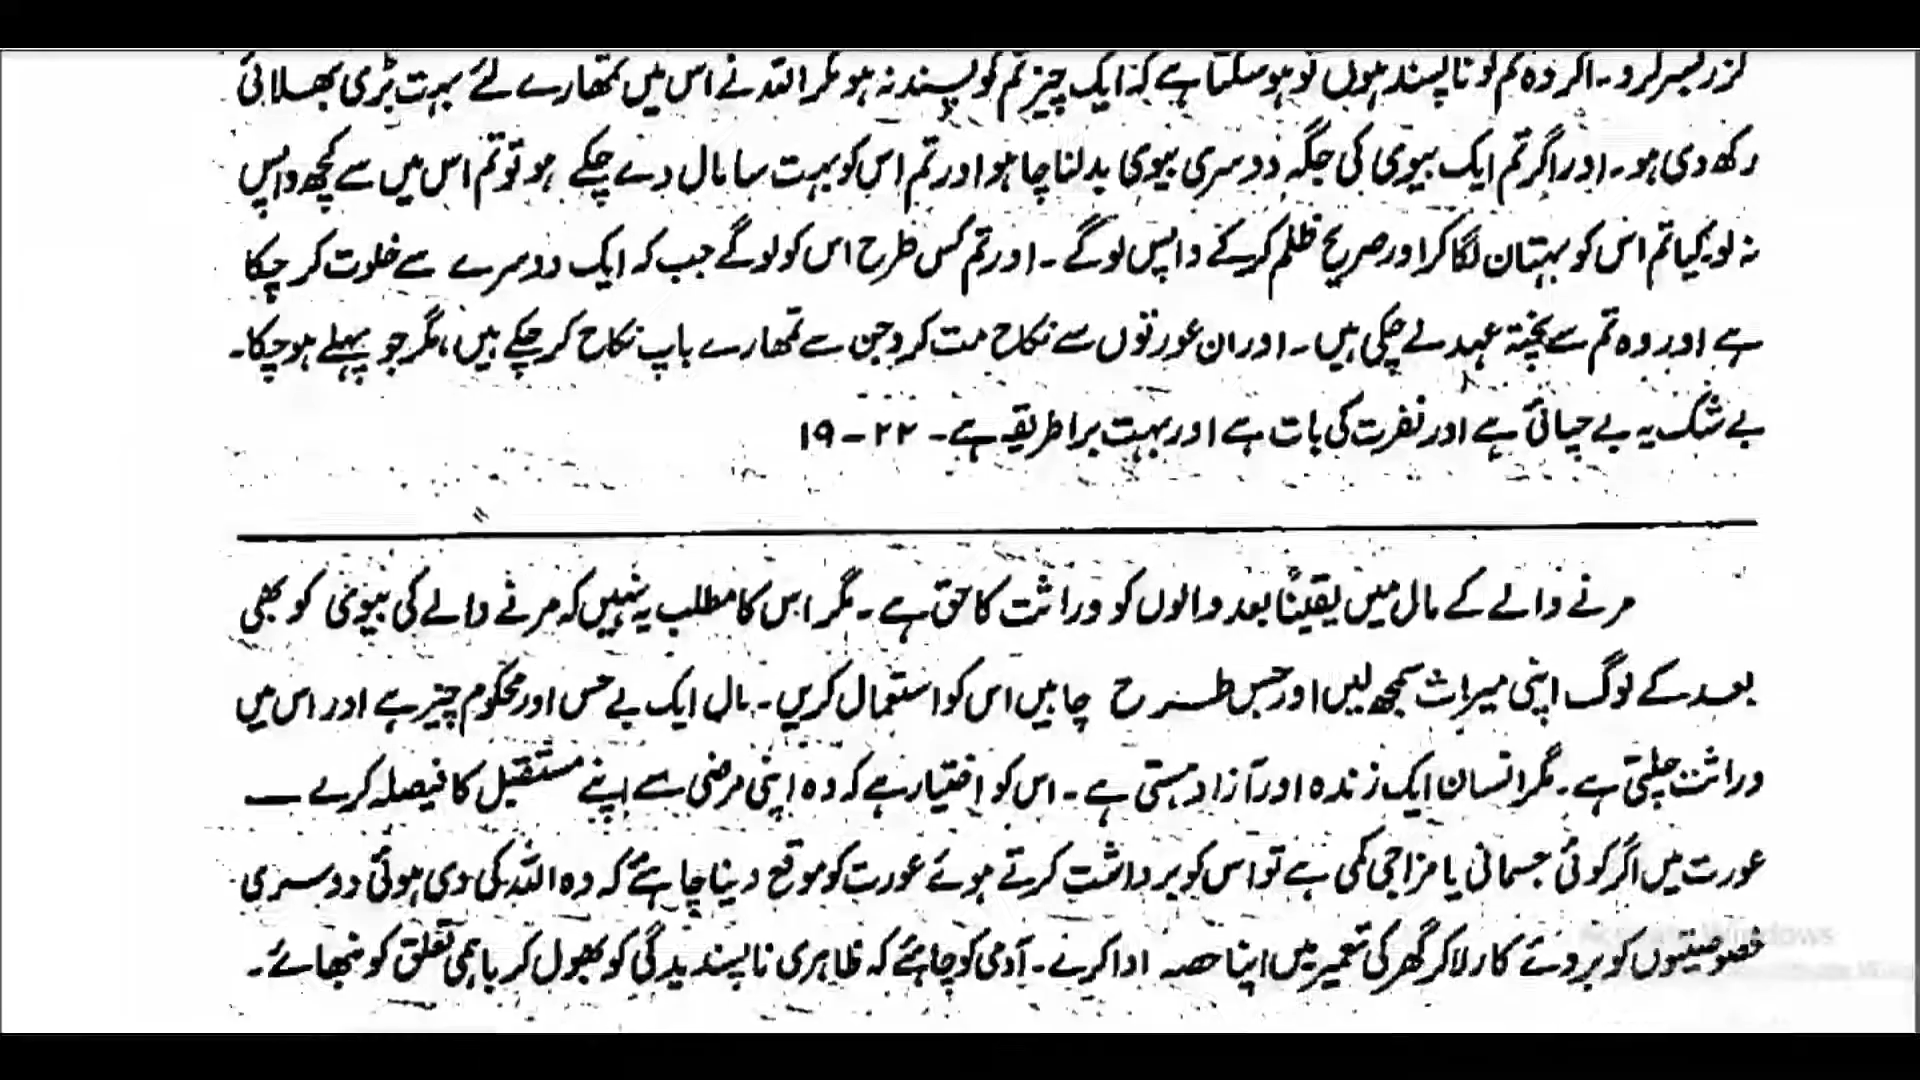 گزر بسر کرو۔ اگر وہ تم کو ناپسند ہوں تو ہو سکتا ہے کہ ایک چیز تم کو پسند نہ ہو مگر اللہ نے اس میں تمھارے لئے بہت بڑی بھلائی
رکھ دی ہو۔ اور اگر تم ایک بیوی کی جگہ دوسری بیوی بدلنا چاہو اور تم اس کو بہت سا مال دے چکے ہو تو تم اس میں سے کچھ واپس
نہ لو۔ کیا تم اس کو بہتان لگا کر اور صریح ظلم کر کے واپس لو گے۔ اور تم کس طرح اس کو لو گے جب کہ ایک دوسرے سے خلوت کر چکا
ہے اور وہ تم سے پختہ عہد لے چکی ہیں۔ اور ان عورتوں سے نکاح مت کرو جن سے تمھارے باپ نکاح کر چکے ہیں، مگر جو پہلے ہو چکا۔
بے شک یہ بے حیائی ہے اور نفرت کی بات ہے اور بہت برا طریقہ ہے۔ ۲۲ - ۱۹
مرنے والے کے مال میں یقیناً بعد والوں کو وراثت کا حق ہے۔ مگر اس کا مطلب یہ نہیں کہ مرنے والے کی بیوی کو بھی
بعد کے لوگ اپنی میراث سمجھ لیں اور جس طرح چاہیں اس کو استعمال کریں۔ مال ایک بے حس اور محکوم چیز ہے اور اس میں
وراثت چلتی ہے۔ مگر انسان ایک زندہ اور آزاد ہستی ہے۔ اس کو اختیار ہے کہ وہ اپنی مرضی سے اپنے مستقبل کا فیصلہ کرے —
عورت میں اگر کوئی جسمانی یا مزاجی کمی ہے تو اس کو برداشت کرتے ہوئے عورت کو موقع دینا چاہئے کہ وہ اللہ کی دی ہوئی دوسری
خصوصیتوں کو بروئے کار لا کر گھر کی تعمیر میں اپنا حصہ ادا کرے۔ آدمی کو چاہئے کہ ظاہری ناپسندیدگی کو بھول کر باہمی تعلق کو نبھائے۔
Activate Windows